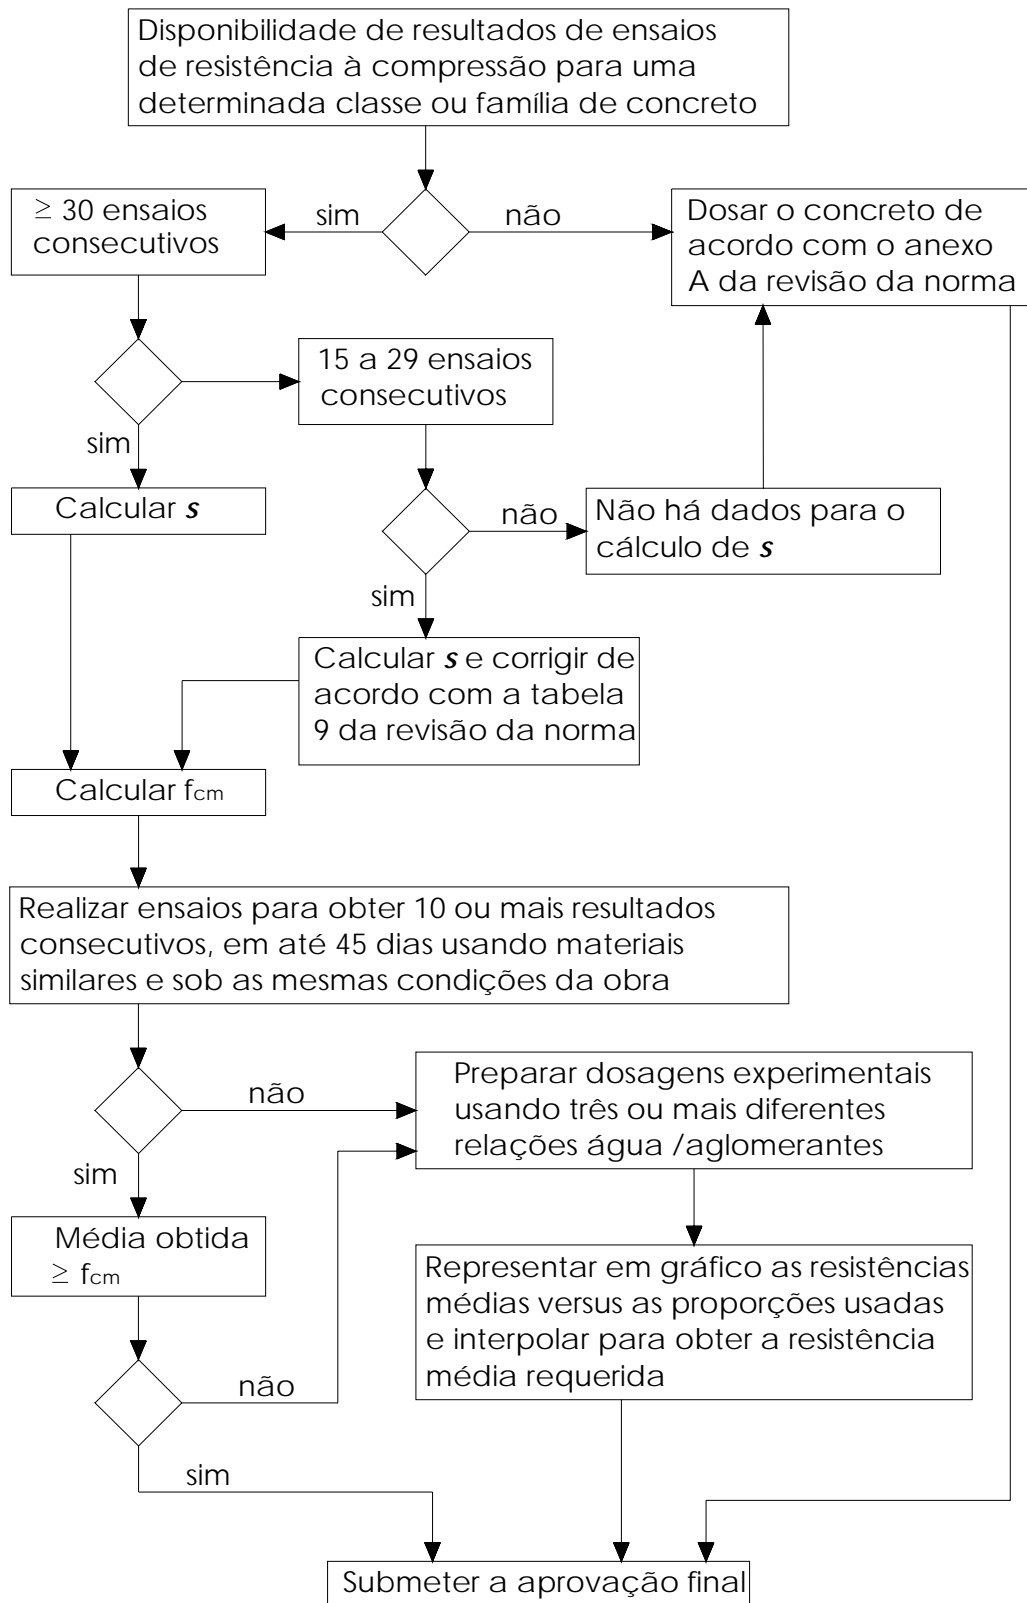 Disponibilidade de resultados de ensaios
de resistência à compressão para uma
determinada classe ou família de concreto
sim
não
≥ 30 ensaios
consecutivos
Dosar o concreto de
acordo com o anexo
A da revisão da norma
15 a 29 ensaios
consecutivos
sim
Calcular s
não
Não há dados para o
cálculo de s
sim
Calcular s e corrigir de
acordo com a tabela
9 da revisão da norma
Calcular fcm
Realizar ensaios para obter 10 ou mais resultados
consecutivos, em até 45 dias usando materiais
similares e sob as mesmas condições da obra
não
Preparar dosagens experimentais
usando três ou mais diferentes
relações água /aglomerantes
sim
Média obtida
≥ fcm
Representar em gráfico as resistências
médias versus as proporções usadas
e interpolar para obter a resistência
média requerida
não
sim
Submeter a aprovação final